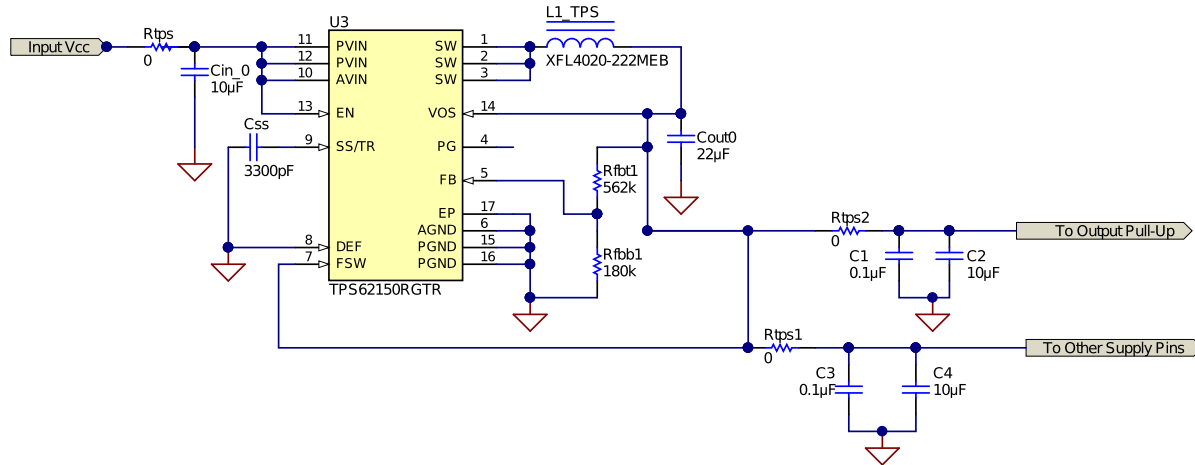 L1_TPS
U3
Rtps
Input Vcc
0
11
PVIN
SW
1
12
PVIN
SW
2
XFL4020-222MEB
10
AVIN
SW
3
Cin_0
10µF
13
EN
VOS
14
Css
9
SS/TR
PG
4
Cout0
22µF
3300pF
FB
5
Rfbt1
562k
EP
17
AGND
6
8
DEF
PGND
15
7
FSW
PGND
16
Rfbb1
180k
TPS62150RGTR
Rtps2
0
To Output Pull-Up
C1
0.1µF
C2
10µF
Rtps1
0
To Other Supply Pins
C3
0.1µF
C4
10µF